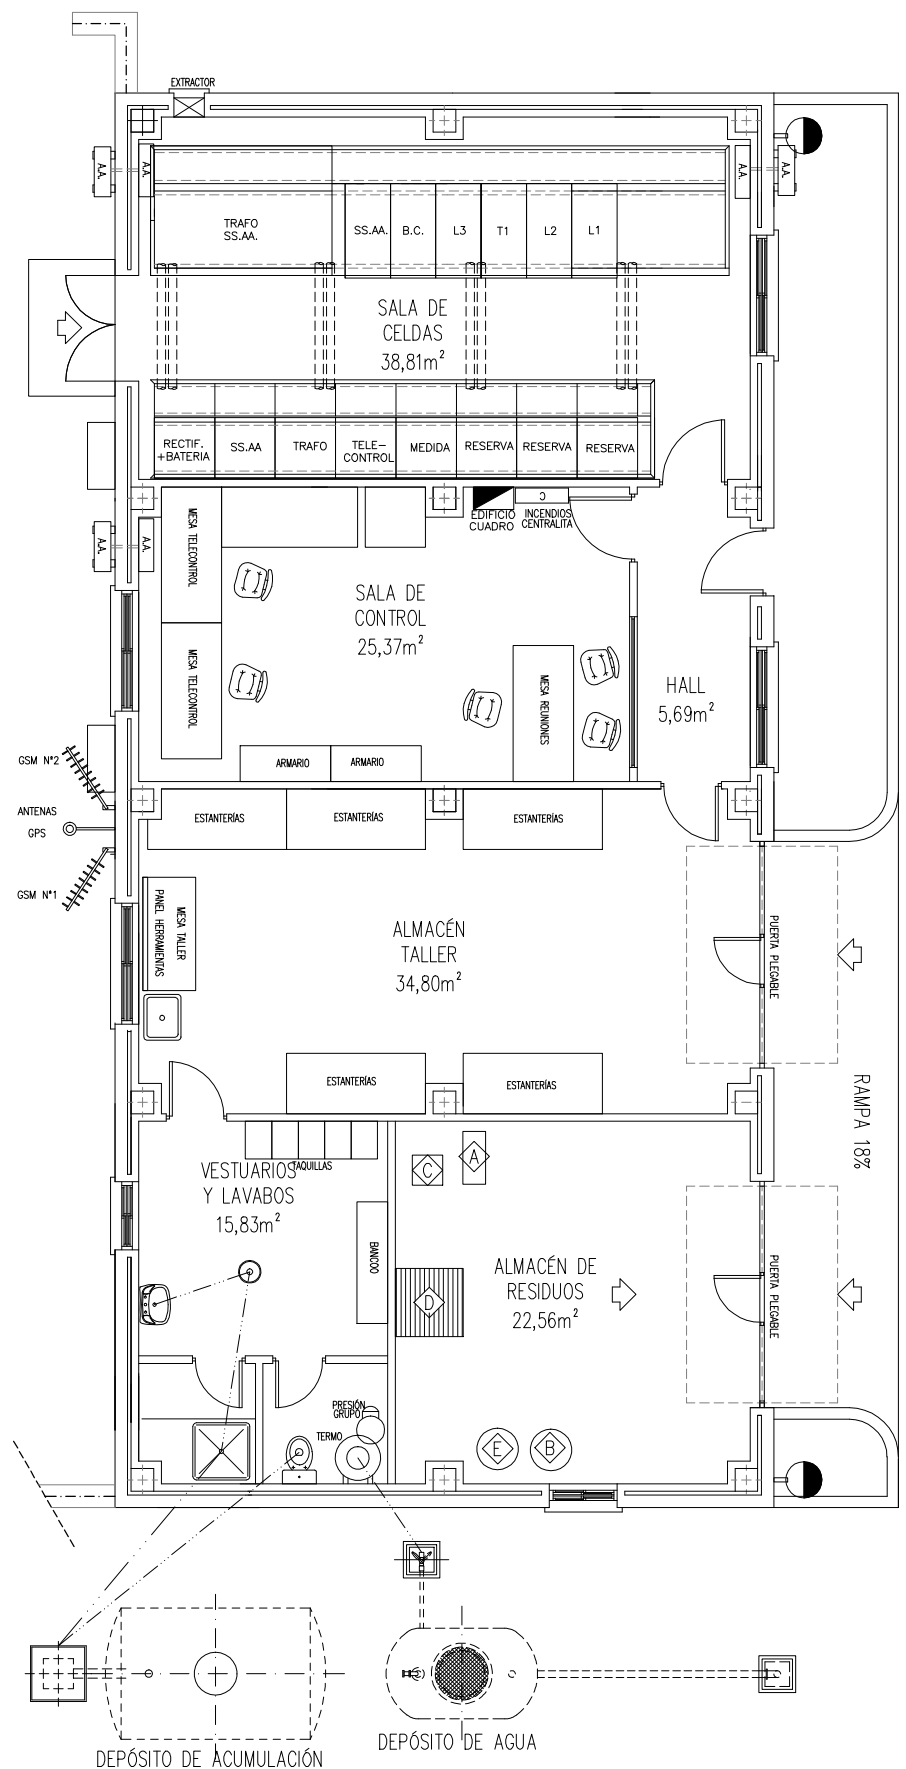 EXTRACTOR
A.A.
A.A.
A.A.
A.A.
TRAFO
SS.AA.
SS.AA.
B.C.
L3
T1
L2
L1
SALA DE
CELDAS
38,81m²
RECTIF.
+BATERIA
SS.AA
TRAFO
TELE-
CONTROL
MEDIDA
RESERVA
RESERVA
RESERVA
EDIFICIO
CUADRO
C
INCENDIOS
CENTRALITA
A.A.
A.A.
MESA TELECONTROL
MESA TELECONTROL
SALA DE
CONTROL
25,37m²
MESA REUNIONES
HALL
5,69m²
ARMARIO
ARMARIO
GSM Nº2
ANTENAS
GPS
GSM Nº1
ESTANTERÍAS
ESTANTERÍAS
ESTANTERÍAS
MESA TALLER
PANEL HERRAMIENTAS
ALMACÉN
TALLER
34,80m²
PUERTA PLEGABLE
ESTANTERÍAS
ESTANTERÍAS
RAMPA 18%
TAQUILLAS
VESTUARIOS
Y LAVABOS
15,83m²
BANCOO
C
A
D
ALMACÉN DE
RESIDUOS
22,56m²
PUERTA PLEGABLE
PRESIÓN
GRUPO
TERMO
E
B
DEPÓSITO DE ACUMULACIÓN
DEPÓSITO DE AGUA